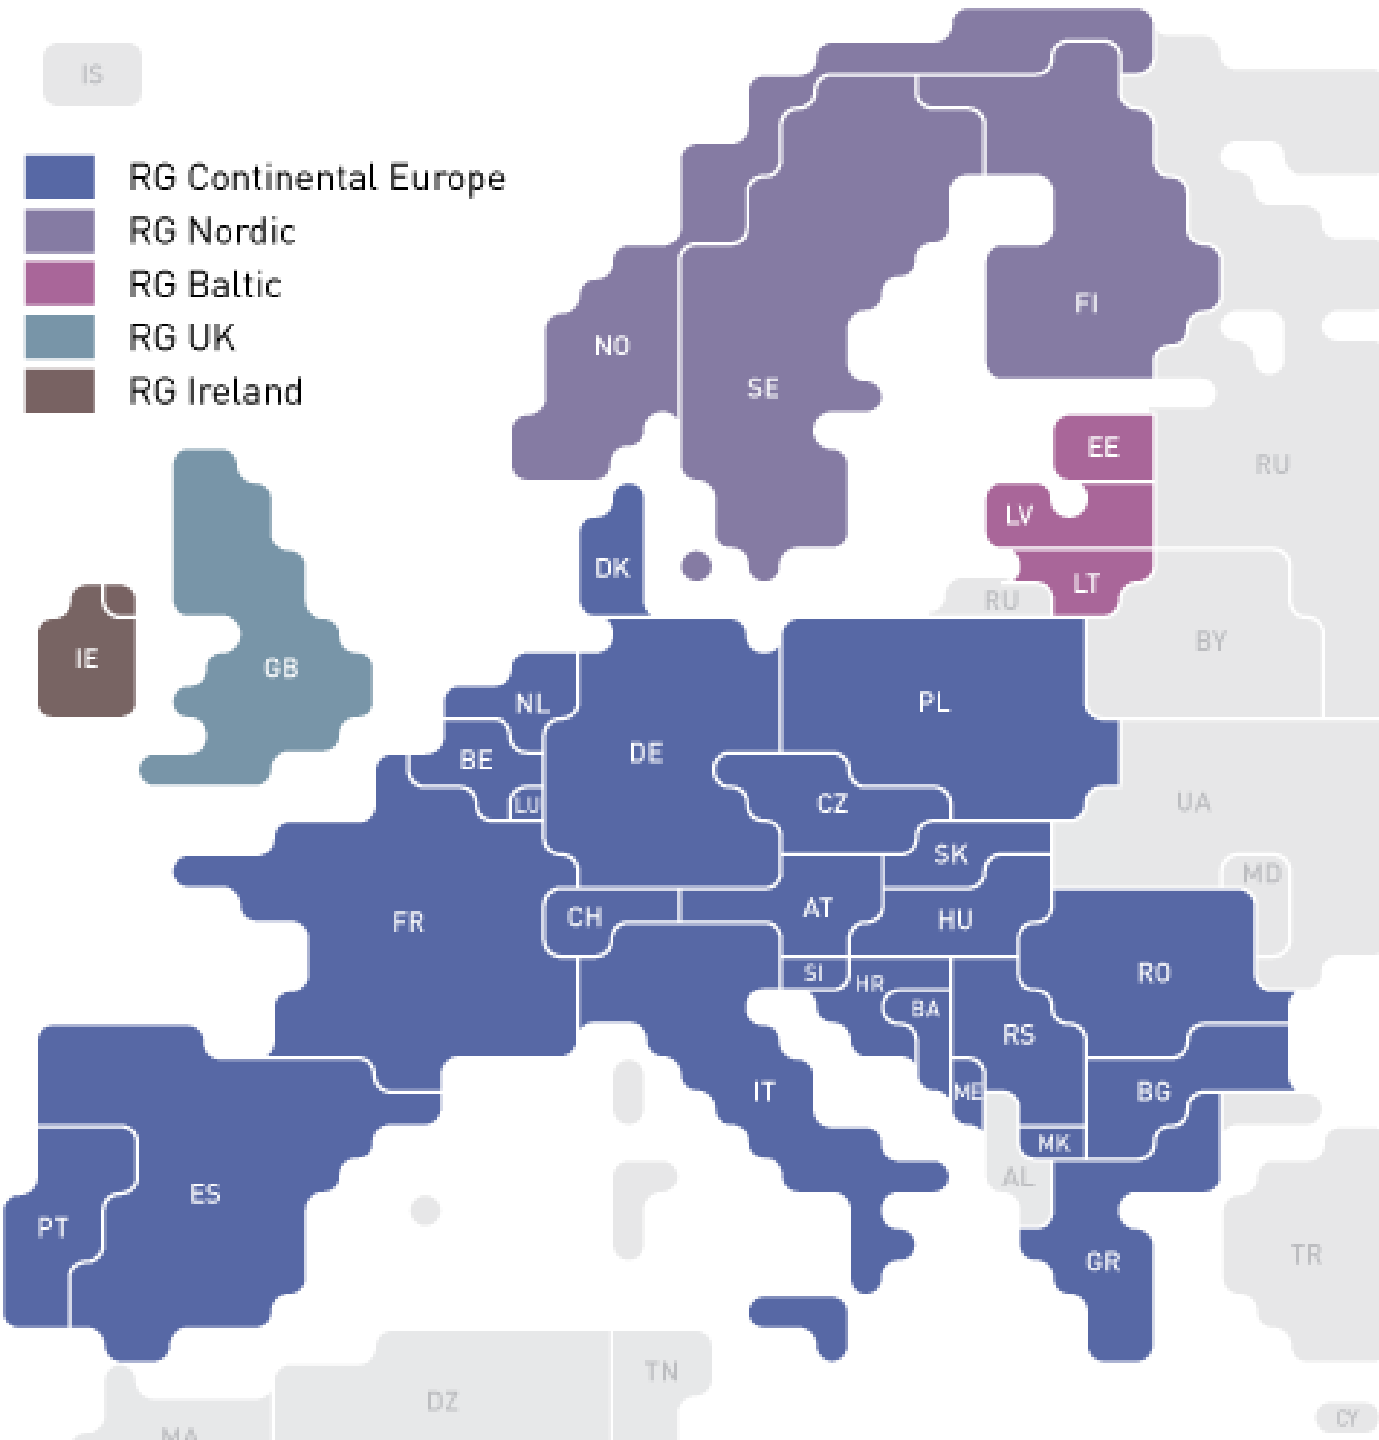 IS
RG Continental Europe
RG Nordic
RG Baltic
RG UK
RG Ireland
NO
SE
FI
EE
LV
LT
RU
RU
BY
DK
IE
GB
NL
BE
LU
DE
PL
CZ
UA
SK
MD
FR
CH
AT
HU
SI
HR
BA
RS
RO
IT
ME
BG
MK
AL
ES
PT
GR
TR
TN
DZ
MA
CY